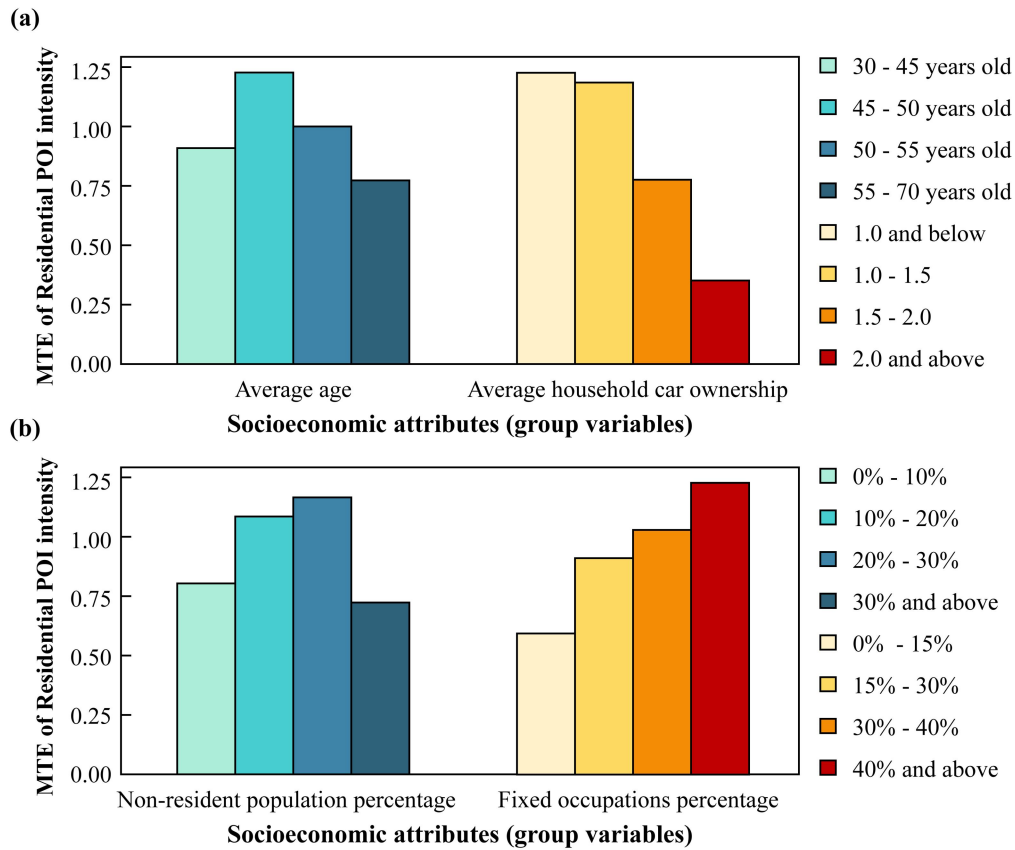 (a)
MTE of Residential POI intensity
1.25
1.00
0.75
0.50
0.25
0.00
Average age
Average household car ownership
Socioeconomic attributes (group variables)
30 - 45 years old
45 - 50 years old
50 - 55 years old
55 - 70 years old
1.0 and below
1.0 - 1.5
1.5 - 2.0
2.0 and above
(b)
MTE of Residential POI intensity
1.25
1.00
0.75
0.50
0.25
0.00
Non-resident population percentage
Fixed occupations percentage
Socioeconomic attributes (group variables)
0% - 10%
10% - 20%
20% - 30%
30% and above
0%  - 15%
15% - 30%
30% - 40%
40% and above